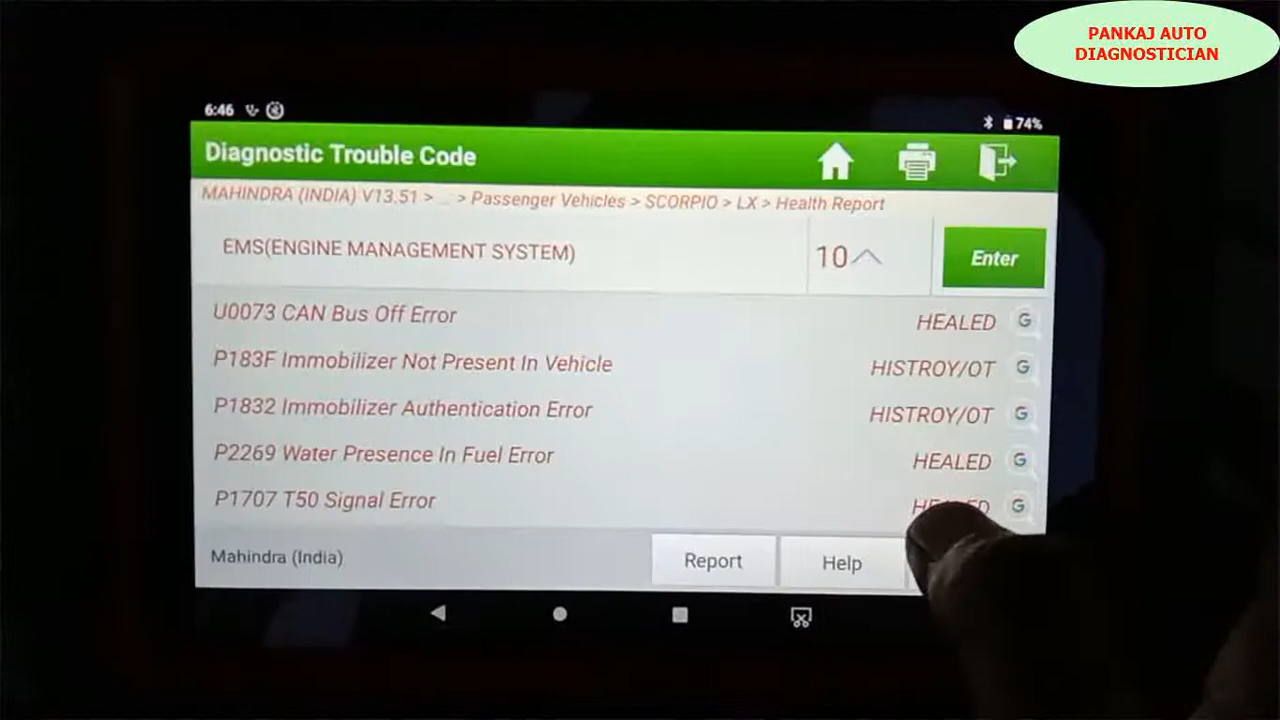 PANKAJ AUTO
DIAGNOSTICIAN
6:46
74%
Diagnostic Trouble Code
MAHINDRA (INDIA) V13.51 > ... > Passenger Vehicles > SCORPIO > LX > Health Report
EMS(ENGINE MANAGEMENT SYSTEM) 10 Enter
U0073 CAN Bus Off Error HEALED G
P183F Immobilizer Not Present In Vehicle HISTROY/OT G
P1832 Immobilizer Authentication Error HISTROY/OT G
P2269 Water Presence In Fuel Error HEALED G
P1707 T50 Signal Error HEALED G
Mahindra (India) Report Help